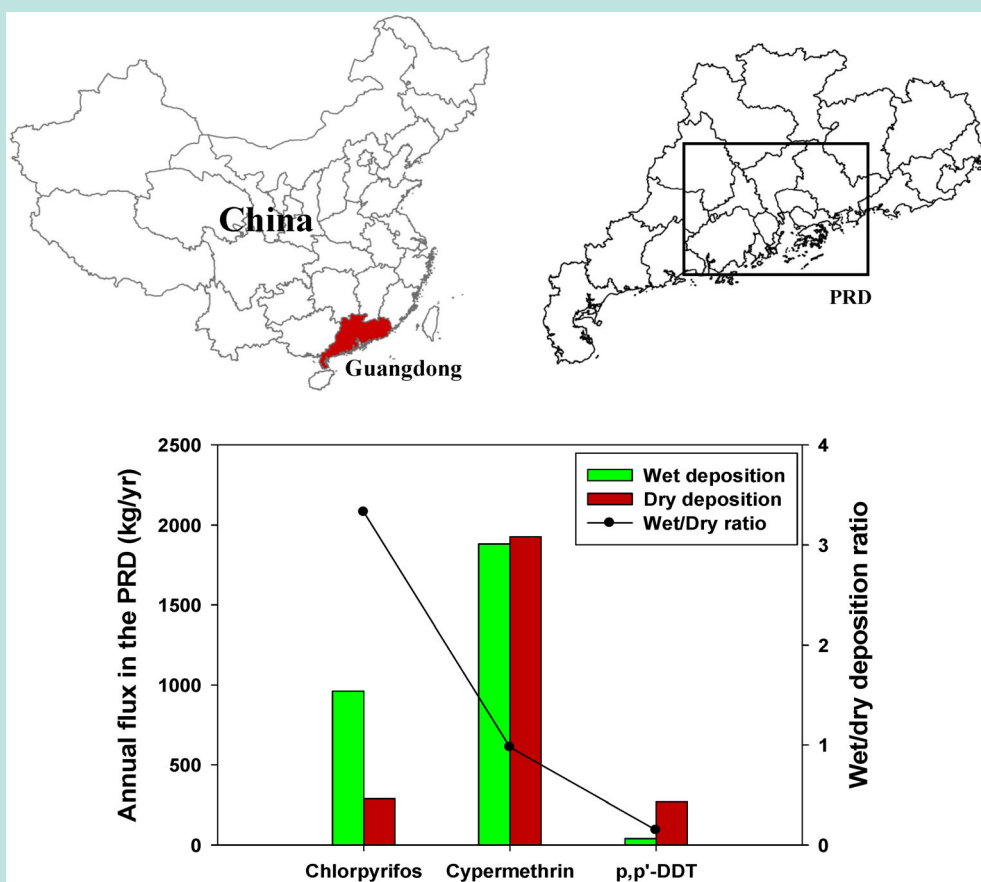 China
Guangdong
PRD
Annual flux in the PRD (kg/yr)
2500
2000
1500
1000
500
0
Wet deposition
Dry deposition
Wet/Dry ratio
4
3
2
1
0
Wet/dry deposition ratio
Chlorpyrifos Cypermethrin p,p'-DDT